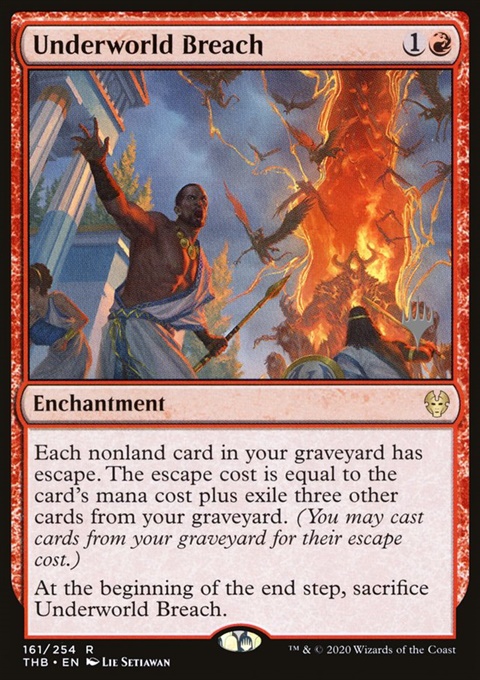 Underworld Breach 1
Enchantment
Each nonland card in your graveyard has
escape. The escape cost is equal to the
card's mana cost plus exile three other
cards from your graveyard. (You may cast
cards from your graveyard for their escape
cost.)
At the beginning of the end step, sacrifice
Underworld Breach.
161/254 R
THB • EN Lie Setiawan
™ & © 2020 Wizards of the Coast